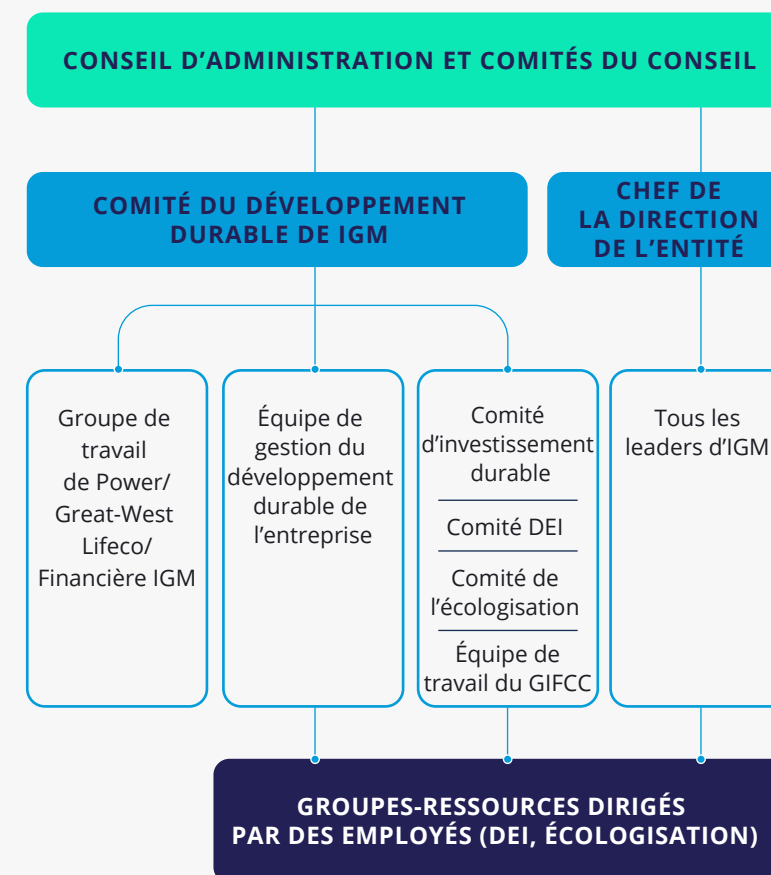 CONSEIL D’ADMINISTRATION ET COMITÉS DU CONSEIL
COMITÉ DU DÉVELOPPEMENT
DURABLE DE IGM
CHEF DE
LA DIRECTION
DE L’ENTITÉ
Groupe de
travail
de Power/
Great-West
Lifeco/
Financière IGM
Équipe de
gestion du
développement
durable de
l’entreprise
Comité
d’investissement
durable
Comité DEI
Comité de
l’écologisation
Équipe de
travail du GIFCC
Tous les
leaders d’IGM
GROUPES-RESSOURCES DIRIGÉS
PAR DES EMPLOYÉS (DEI, ÉCOLOGISATION)